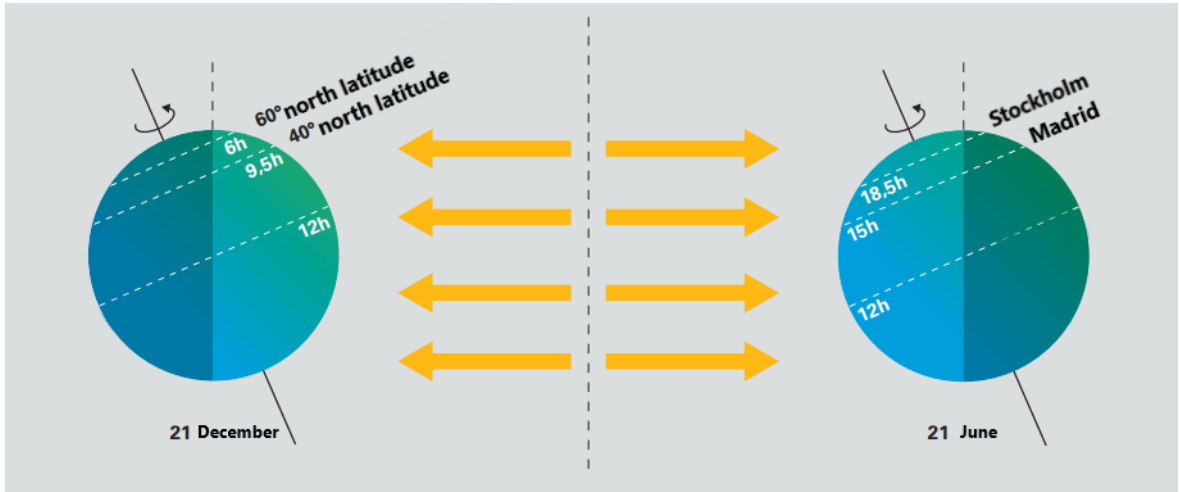 60° north latitude
40° north latitude
6h
9,5h
12h
21 December
Stockholm
Madrid
18,5h
15h
12h
21 June